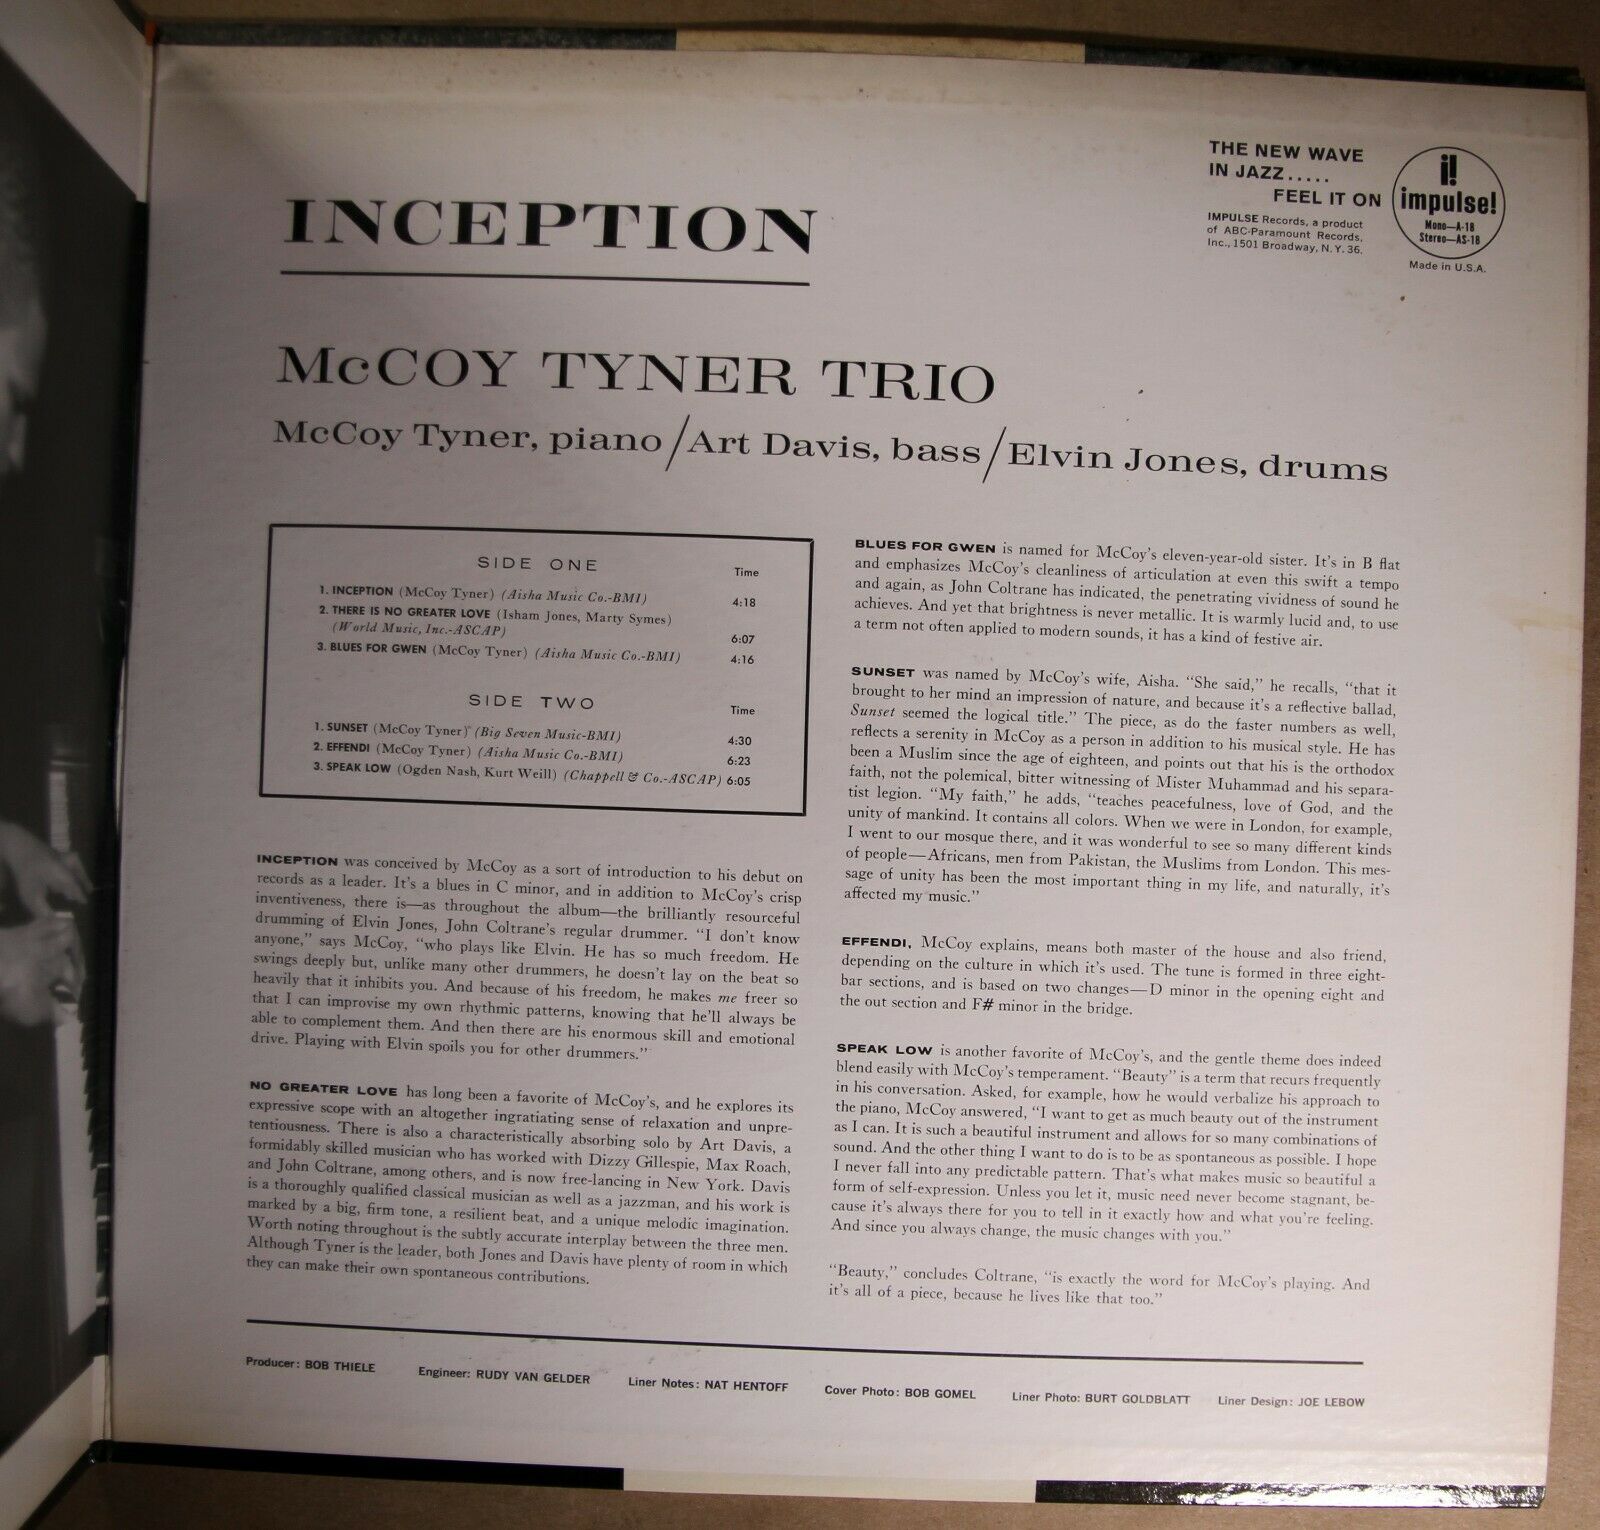 THE NEW WAVE
IN JAZZ.....
FEEL IT ON
IMPULSE Records, a product
of ABC-Paramount Records,
Inc., 1501 Broadway, N.Y. 36.
i!
impulse!
Mono—A-18
Stereo—AS-18
Made in U.S.A.
INCEPTION
McCOY TYNER TRIO
McCoy Tyner, piano/Art Davis, bass/Elvin Jones, drums
SIDE ONE
Time
1. INCEPTION (McCoy Tyner) (Aisha Music Co.-BMI) 4:18
2. THERE IS NO GREATER LOVE (Isham Jones, Marty Symes)
(World Music, Inc.-ASCAP) 6:07
3. BLUES FOR GWEN (McCoy Tyner) (Aisha Music Co.-BMI) 4:16
SIDE TWO
Time
1. SUNSET (McCoy Tyner) (Big Seven Music-BMI) 4:30
2. EFFENDI (McCoy Tyner) (Aisha Music Co.-BMI) 6:23
3. SPEAK LOW (Ogden Nash, Kurt Weill) (Chappell & Co.-ASCAP) 6:05
INCEPTION was conceived by McCoy as a sort of introduction to his debut on
records as a leader. It's a blues in C minor, and in addition to McCoy's crisp
inventiveness, there is—as throughout the album—the brilliantly resourceful
drumming of Elvin Jones, John Coltrane's regular drummer. "I don't know
anyone," says McCoy, "who plays like Elvin. He has so much freedom. He
swings deeply but, unlike many other drummers, he doesn't lay on the beat so
heavily that it inhibits you. And because of his freedom, he makes me freer so
that I can improvise my own rhythmic patterns, knowing that he'll always be
able to complement them. And then there are his enormous skill and emotional
drive. Playing with Elvin spoils you for other drummers."
NO GREATER LOVE has long been a favorite of McCoy's, and he explores its
expressive scope with an altogether ingratiating sense of relaxation and unpre-
tentiousness. There is also a characteristically absorbing solo by Art Davis, a
formidably skilled musician who has worked with Dizzy Gillespie, Max Roach,
and John Coltrane, among others, and is now free-lancing in New York. Davis
is a thoroughly qualified classical musician as well as a jazzman, and his work is
marked by a big, firm tone, a resilient beat, and a unique melodic imagination.
Worth noting throughout is the subtly accurate interplay between the three men.
Although Tyner is the leader, both Jones and Davis have plenty of room in which
they can make their own spontaneous contributions.
BLUES FOR GWEN is named for McCoy's eleven-year-old sister. It's in B flat
and emphasizes McCoy's cleanliness of articulation at even this swift a tempo
and again, as John Coltrane has indicated, the penetrating vividness of sound he
achieves. And yet that brightness is never metallic. It is warmly lucid and, to use
a term not often applied to modern sounds, it has a kind of festive air.
SUNSET was named by McCoy's wife, Aisha. "She said," he recalls, "that it
brought to her mind an impression of nature, and because it's a reflective ballad,
Sunset seemed the logical title." The piece, as do the faster numbers as well,
reflects a serenity in McCoy as a person in addition to his musical style. He has
been a Muslim since the age of eighteen, and points out that his is the orthodox
faith, not the polemical, bitter witnessing of Mister Muhammad and his separa-
tist legion. "My faith," he adds, "teaches peacefulness, love of God, and the
unity of mankind. It contains all colors. When we were in London, for example,
I went to our mosque there, and it was wonderful to see so many different kinds
of people—Africans, men from Pakistan, the Muslims from London. This mes-
sage of unity has been the most important thing in my life, and naturally, it's
affected my music."
EFFENDI, McCoy explains, means both master of the house and also friend,
depending on the culture in which it's used. The tune is formed in three eight-
bar sections, and is based on two changes—D minor in the opening eight and
the out section and F# minor in the bridge.
SPEAK LOW is another favorite of McCoy's, and the gentle theme does indeed
blend easily with McCoy's temperament. "Beauty" is a term that recurs frequently
in his conversation. Asked, for example, how he would verbalize his approach to
the piano, McCoy answered, "I want to get as much beauty out of the instrument
as I can. It is such a beautiful instrument and allows for so many combinations of
sound. And the other thing I want to do is to be as spontaneous as possible. I hope
I never fall into any predictable pattern. That's what makes music so beautiful a
form of self-expression. Unless you let it, music need never become stagnant, be-
cause it's always there for you to tell in it exactly how and what you're feeling.
And since you always change, the music changes with you."
"Beauty," concludes Coltrane, "is exactly the word for McCoy's playing. And
it's all of a piece, because he lives like that too."
Producer: BOB THIELE Engineer: RUDY VAN GELDER Liner Notes: NAT HENTOFF Cover Photo: BOB GOMEL Liner Photo: BURT GOLDBLATT Liner Design: JOE LEBOW